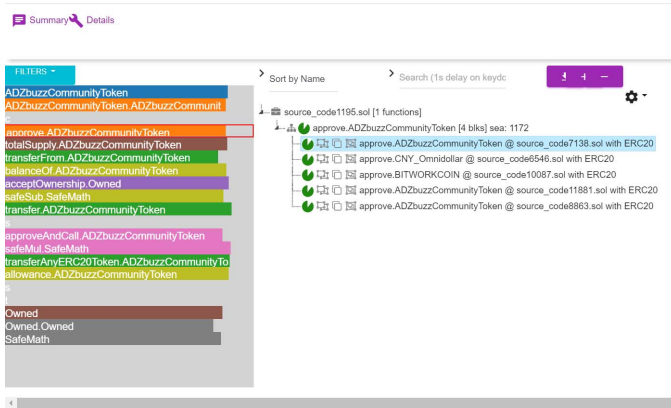 Summary Details
FILTERS
Sort by Name
Search (1s delay on keydc
ADZbuzzCommunityToken
ADZbuzzCommunityToken.ADZbuzzCommunit
c
approve.ADZbuzzCommunityToken
totalSupply.ADZbuzzCommunityToken
transferFrom.ADZbuzzCommunityToken
balanceOf.ADZbuzzCommunityToken
acceptOwnership.Owned
safeSub.SafeMath
transfer.ADZbuzzCommunityToken
s
approveAndCall.ADZbuzzCommunityToken
safeMul.SafeMath
transferAnyERC20Token.ADZbuzzCommunityTo
allowance.ADZbuzzCommunityToken
s
t
Owned
Owned.Owned
SafeMath
source_code1195.sol [1 functions]
approve.ADZbuzzCommunityToken [4 blks] sea: 1172
approve.ADZbuzzCommunityToken @ source_code7138.sol with ERC20
approve.CNY_Omnidollar @ source_code6546.sol with ERC20
approve.BITWORKCOIN @ source_code10087.sol with ERC20
approve.ADZbuzzCommunityToken @ source_code11881.sol with ERC20
approve.ADZbuzzCommunityToken @ source_code8863.sol with ERC20